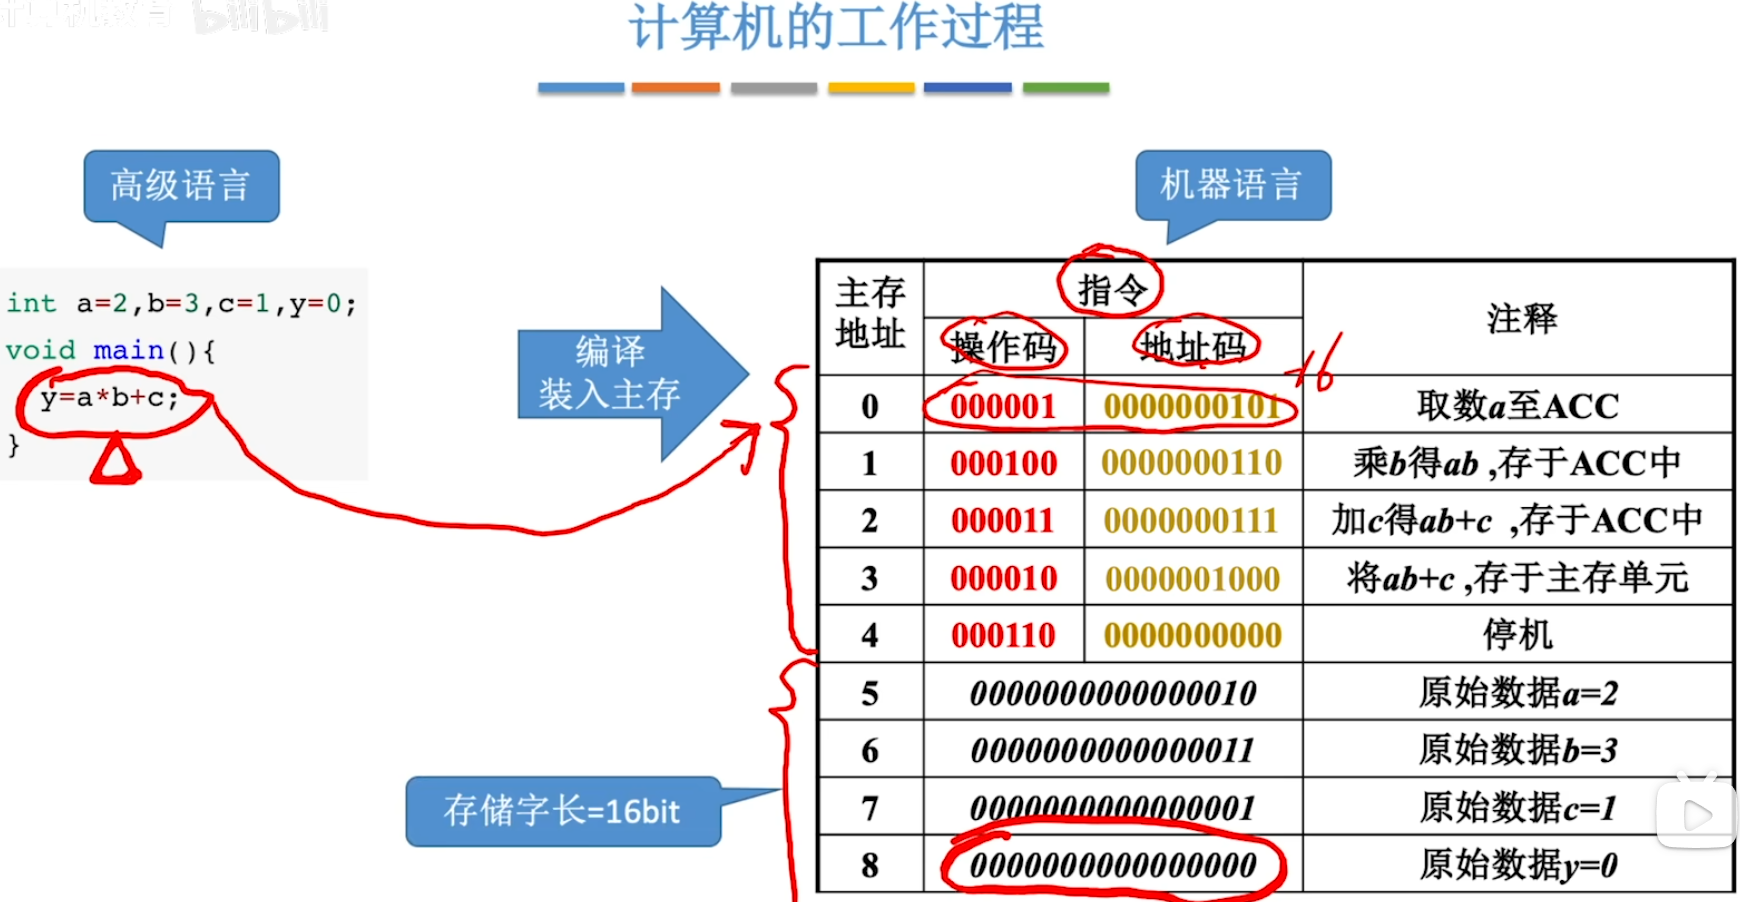 bilibili
计算机的工作过程
高级语言
机器语言
int a=2,b=3,c=1,y=0;
void main(){
y=a*b+c;
}
编译
装入主存
主存地址 指令 注释
操作码 地址码
16
0 000001 0000000101 取数a至ACC
1 000100 0000000110 乘b得ab ,存于ACC中
2 000011 0000000111 加c得ab+c ,存于ACC中
3 000010 0000001000 将ab+c ,存于主存单元
4 000110 0000000000 停机
5 0000000000000010 原始数据a=2
6 0000000000000011 原始数据b=3
7 0000000000000001 原始数据c=1
8 0000000000000000 原始数据y=0
存储字长=16bit